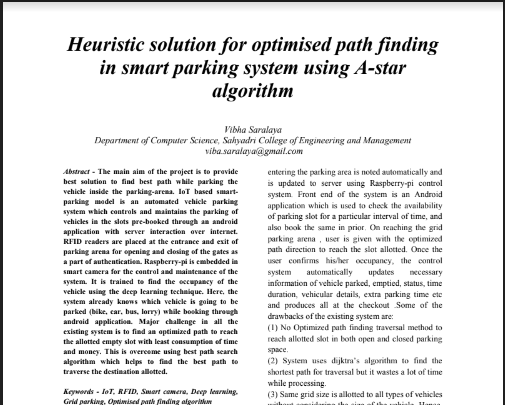 Heuristic solution for optimised path finding
in smart parking system using A-star
algorithm
Vibha Saralaya
Department of Computer Science, Sahyadri College of Engineering and Management
viba.saralaya@gmail.com
Abstract - The main aim of the project is to provide
best solution to find best path while parking the
vehicle inside the parking-arena. IoT based smart-
parking model is an automated vehicle parking
system which controls and maintains the parking of
vehicles in the slots pre-booked through an android
application with server interaction over internet.
RFID readers are placed at the entrance and exit of
parking arena for opening and closing of the gates as
a part of authentication. Raspberry-pi is embedded in
smart camera for the control and maintenance of the
system. It is trained to find the occupancy of the
vehicle using the deep learning technique. Here, the
system already knows which vehicle is going to be
parked (bike, car, bus, lorry) while booking through
android application. Major challenge in all the
existing system is to find an optimized path to reach
the allotted empty slot with least consumption of time
and money. This is overcome using best path search
algorithm which helps to find the best path to
traverse the destination allotted.
Keywords - IoT, RFID, Smart camera, Deep learning,
Grid parking, Optimised path finding algorithm
entering the parking area is noted automatically and
is updated to server using Raspberry-pi control
system. Front end of the system is an Android
application which is used to check the availability
of parking slot for a particular interval of time, and
also book the same in prior. On reaching the grid
parking arena , user is given with the optimized
path direction to reach the slot allotted. Once the
user confirms his/her occupancy, the control
system automatically updates necessary
information of vehicle parked, emptied, status, time
duration, vehicular details, extra parking time etc
and produces all at the checkout .Some of the
drawbacks of the existing system are:
(1) No Optimized path finding traversal method to
reach allotted slot in both open and closed parking
space.
(2) System uses dijktra's algorithm to find the
shortest path for traversal but it wastes a lot of time
while processing.
(3) Same grid size is allotted to all types of vehicles
without considering the size of the vehicle. Hence